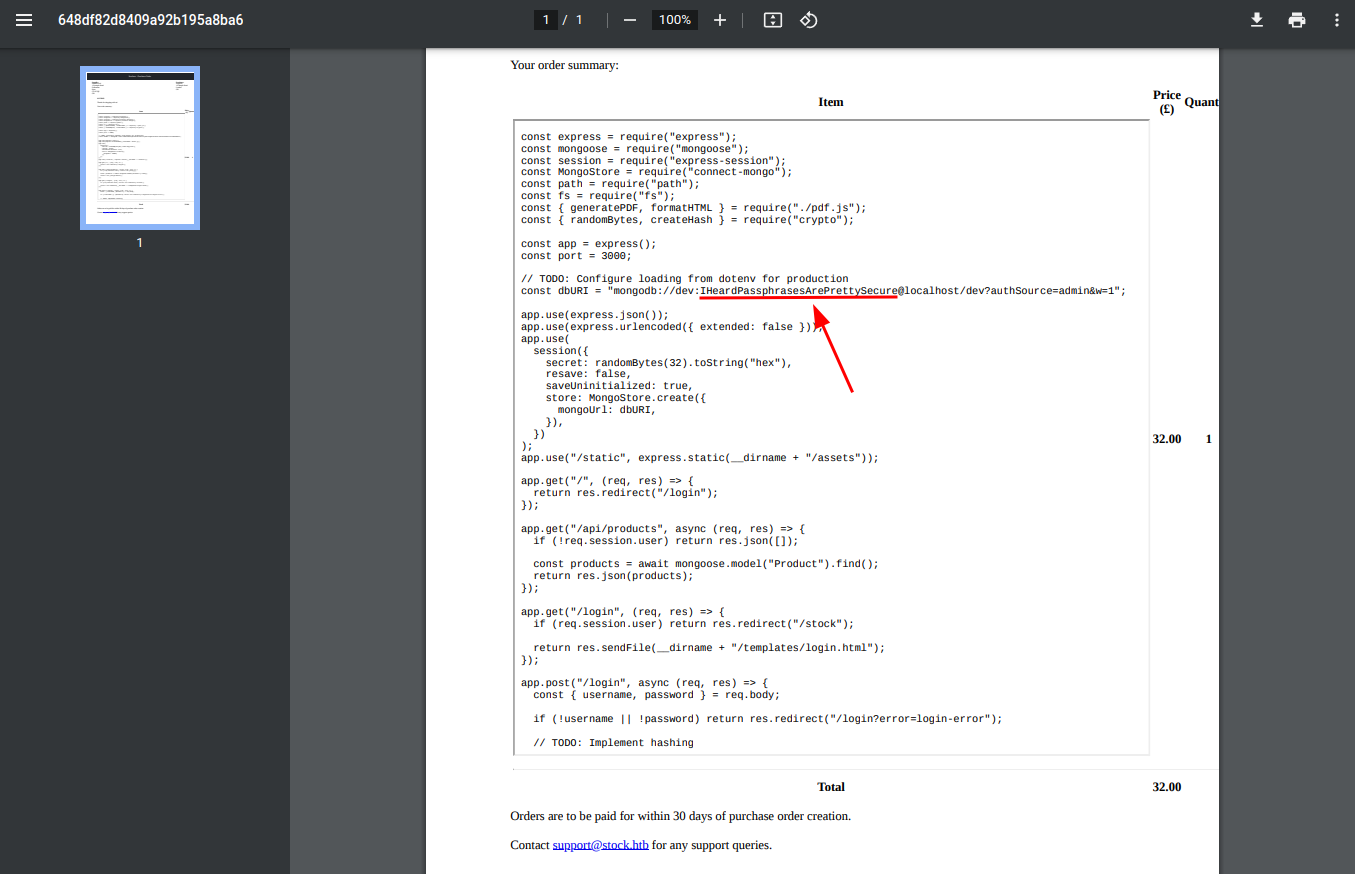 648df82d8409a92b195a8ba6
1 / 1
100%
1
Your order summary:
Item Price (£) Quant
const express = require("express");
const mongoose = require("mongoose");
const session = require("express-session");
const MongoStore = require("connect-mongo");
const path = require("path");
const fs = require("fs");
const { generatePDF, formatHTML } = require("./pdf.js");
const { randomBytes, createHash } = require("crypto");
const app = express();
const port = 3000;
// TODO: Configure loading from dotenv for production
const dbURI = "mongodb://dev:IHeardPassphrasesArePrettySecure@localhost/dev?authSource=admin&w=1";
app.use(express.json());
app.use(express.urlencoded({ extended: false }));
app.use(
session({
secret: randomBytes(32).toString("hex"),
resave: false,
saveUninitialized: true,
store: MongoStore.create({
mongoUrl: dbURI,
}),
})
);
app.use("/static", express.static(__dirname + "/assets"));
app.get("/", (req, res) => {
return res.redirect("/login");
});
app.get("/api/products", async (req, res) => {
if (!req.session.user) return res.json([]);
const products = await mongoose.model("Product").find();
return res.json(products);
});
app.get("/login", (req, res) => {
if (req.session.user) return res.redirect("/stock");
return res.sendFile(__dirname + "/templates/login.html");
});
app.post("/login", async (req, res) => {
const { username, password } = req.body;
if (!username || !password) return res.redirect("/login?error=login-error");
// TODO: Implement hashing
32.00 1
Total 32.00
Orders are to be paid for within 30 days of purchase order creation.
Contact support@stock.htb for any support queries.